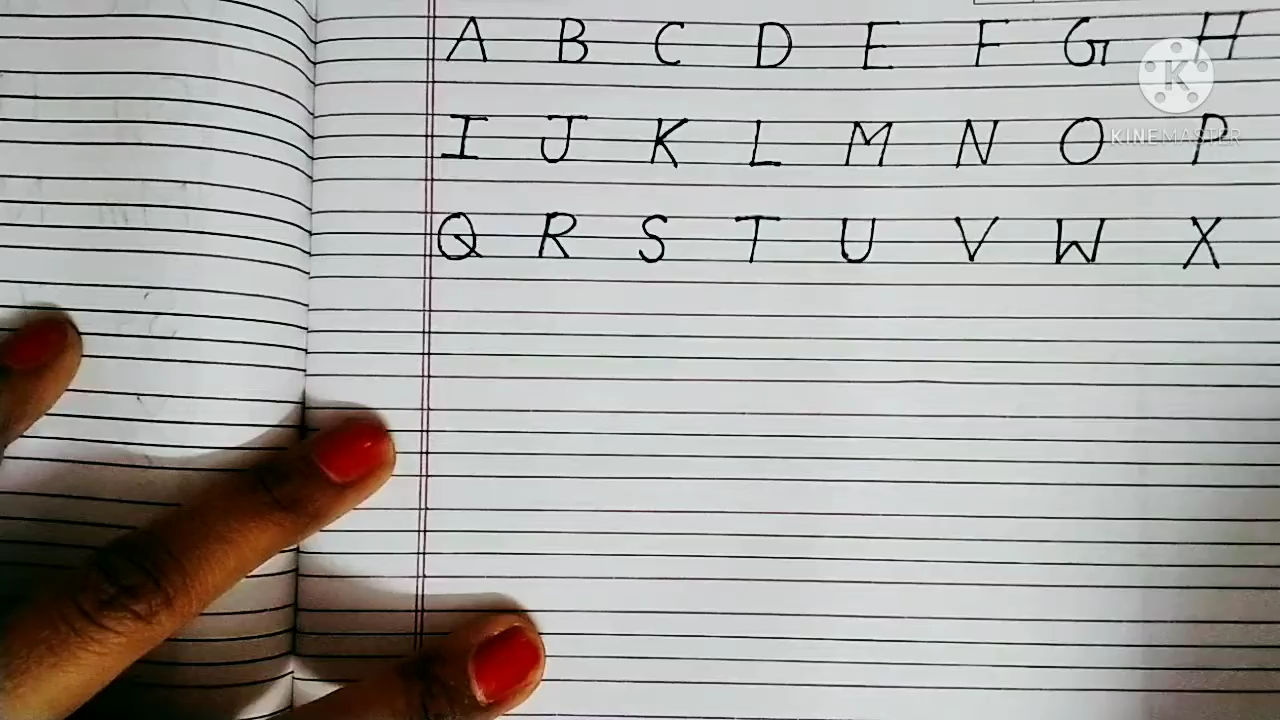 A B C D E F G H
K
KINEMASTER
I J K L M N O P
Q R S T U V W X